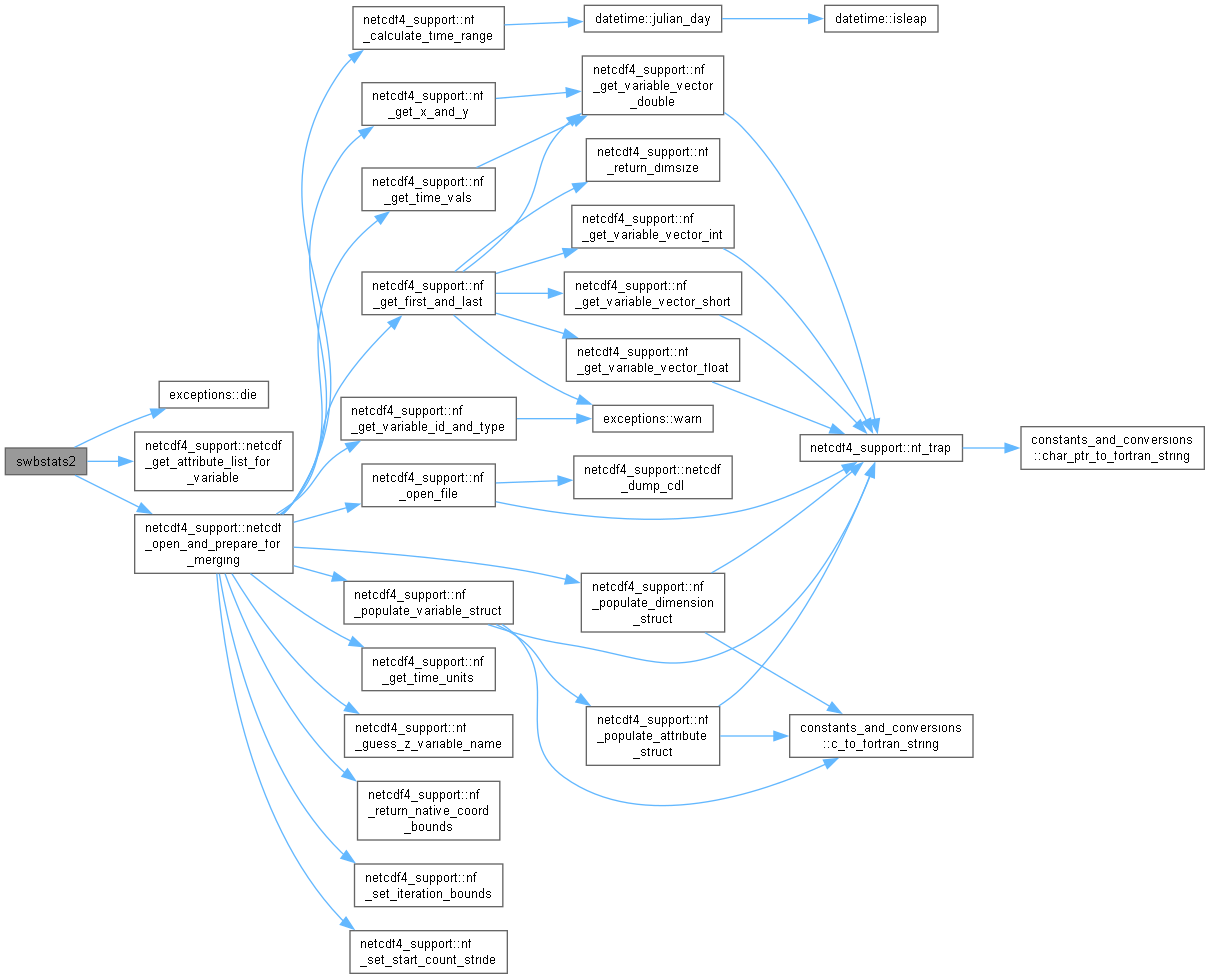 netcdf4_support::nf
_calculate_time_range
datetime::julian_day
datetime::isleap
netcdf4_support::nf
_get_variable_vector
_double
netcdf4_support::nf
_get_x_and_y
netcdf4_support::nf
_return_dimsize
netcdf4_support::nf
_get_time_vals
netcdf4_support::nf
_get_variable_vector_int
netcdf4_support::nf
_get_first_and_last
netcdf4_support::nf
_get_variable_vector_short
netcdf4_support::nf
_get_variable_vector_float
exceptions::die
netcdf4_support::nf
_get_variable_id_and_type
exceptions::warn
swbstats2
netcdf4_support::netcdf
_get_attribute_list_for
_variable
netcdf4_support::nf_trap
constants_and_conversions
::char_ptr_to_fortran_string
netcdf4_support::nf
_open_file
netcdf4_support::netcdf
_dump_cdl
netcdf4_support::netcdf
_open_and_prepare_for
_merging
netcdf4_support::nf
_populate_variable_struct
netcdf4_support::nf
_populate_dimension
_struct
netcdf4_support::nf
_get_time_units
netcdf4_support::nf
_guess_z_variable_name
netcdf4_support::nf
_populate_attribute
_struct
constants_and_conversions
::c_to_fortran_string
netcdf4_support::nf
_return_native_coord
_bounds
netcdf4_support::nf
_set_iteration_bounds
netcdf4_support::nf
_set_start_count_stride